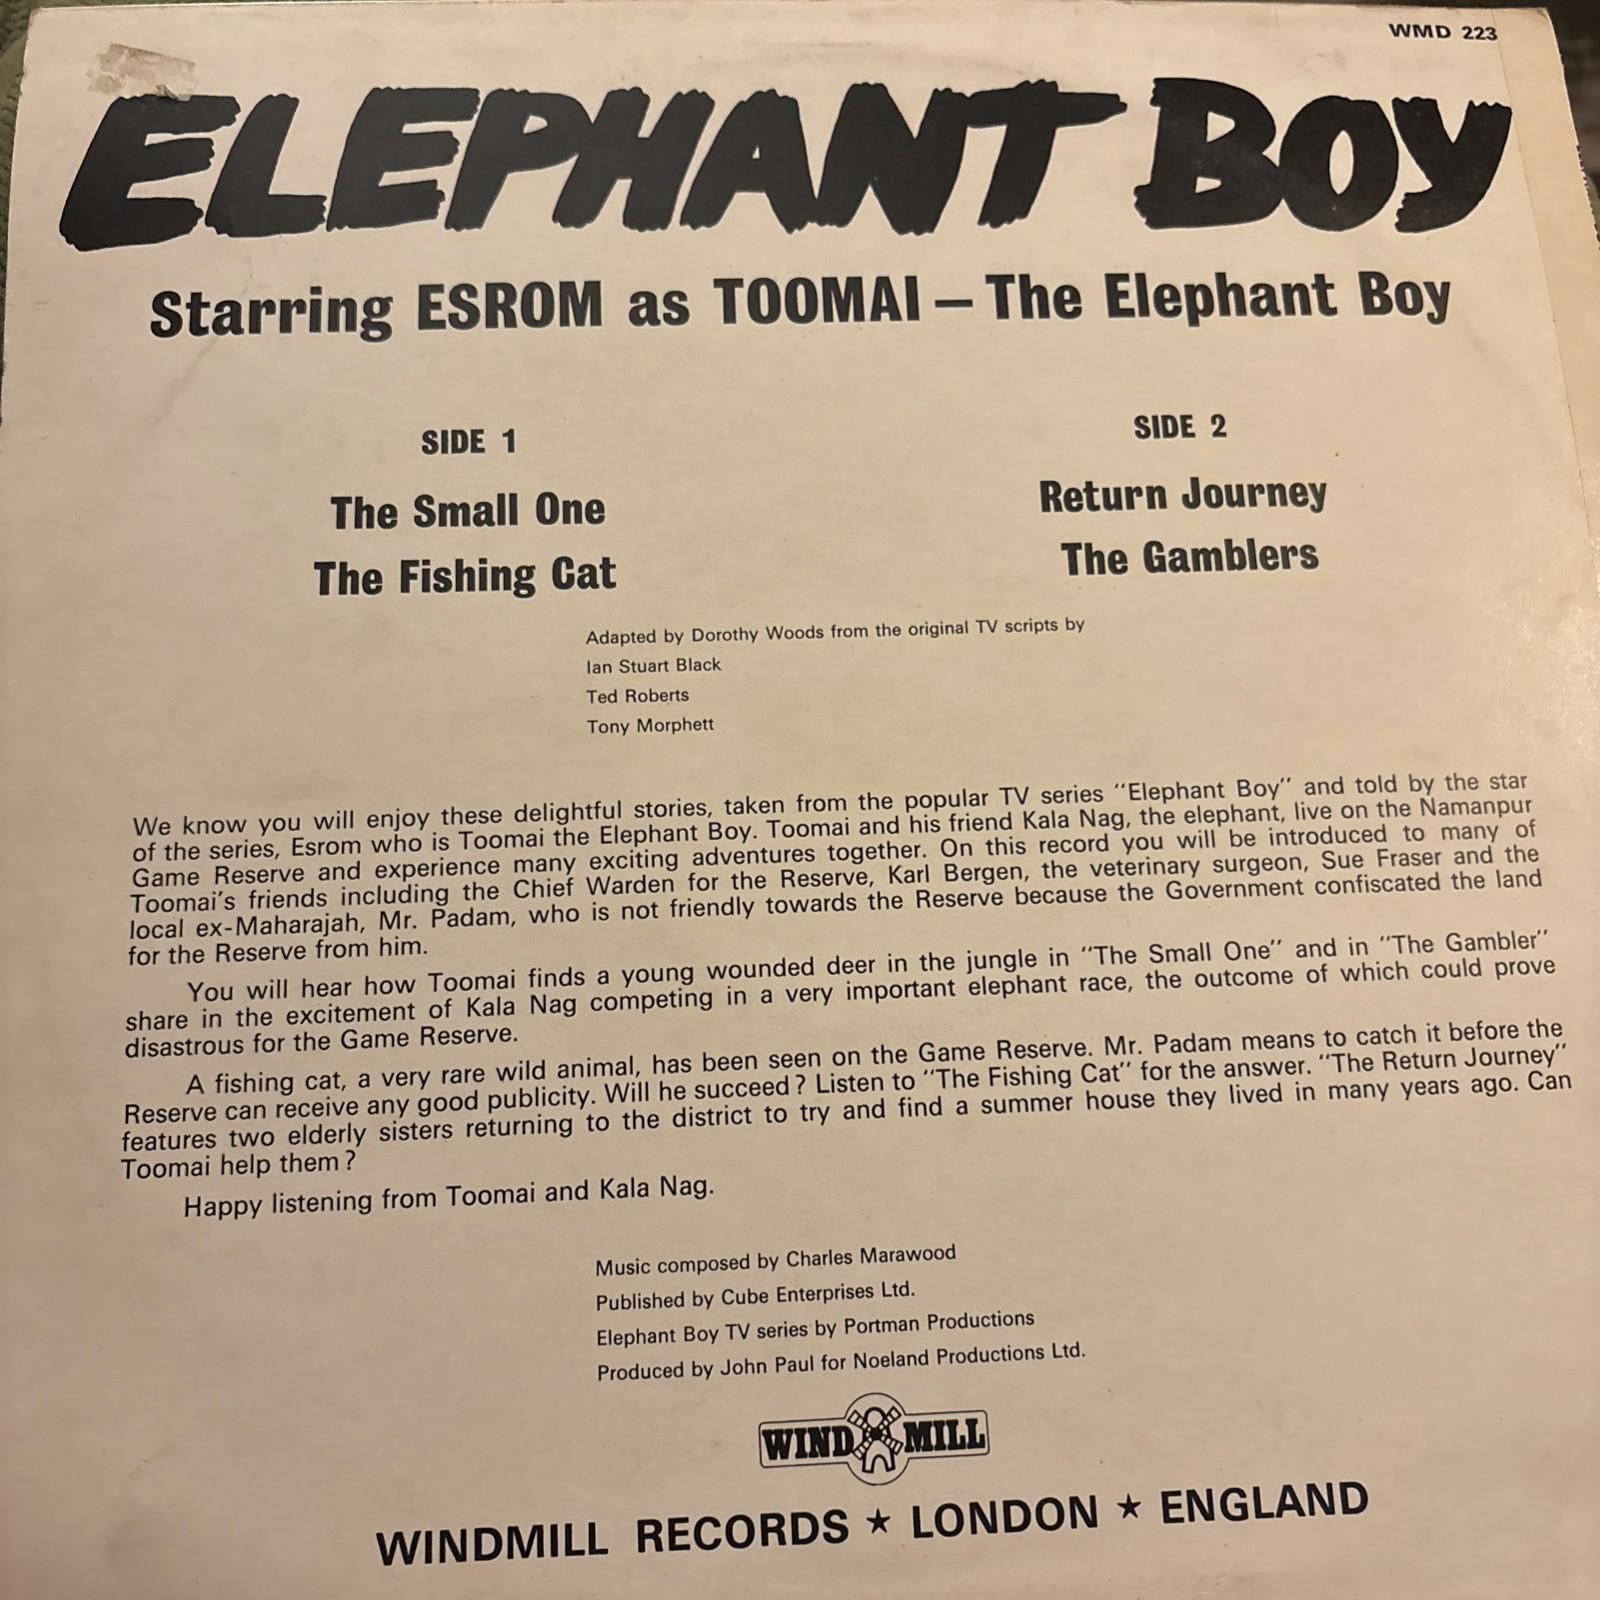 WMD 223
ELEPHANT BOY
Starring ESROM as TOOMAI – The Elephant Boy
SIDE 1
The Small One
The Fishing Cat
SIDE 2
Return Journey
The Gamblers
Adapted by Dorothy Woods from the original TV scripts by
Ian Stuart Black
Ted Roberts
Tony Morphett
We know you will enjoy these delightful stories, taken from the popular TV series "Elephant Boy" and told by the star
of the series, Esrom who is Toomai the Elephant Boy. Toomai and his friend Kala Nag, the elephant, live on the Namanpur
Game Reserve and experience many exciting adventures together. On this record you will be introduced to many of
Toomai's friends including the Chief Warden for the Reserve, Karl Bergen, the veterinary surgeon, Sue Fraser and the
local ex-Maharajah, Mr. Padam, who is not friendly towards the Reserve because the Government confiscated the land
for the Reserve from him.
You will hear how Toomai finds a young wounded deer in the jungle in "The Small One" and in "The Gambler"
share in the excitement of Kala Nag competing in a very important elephant race, the outcome of which could prove
disastrous for the Game Reserve.
A fishing cat, a very rare wild animal, has been seen on the Game Reserve. Mr. Padam means to catch it before the
Reserve can receive any good publicity. Will he succeed? Listen to "The Fishing Cat" for the answer. "The Return Journey"
features two elderly sisters returning to the district to try and find a summer house they lived in many years ago. Can
Toomai help them?
Happy listening from Toomai and Kala Nag.
Music composed by Charles Marawood
Published by Cube Enterprises Ltd.
Elephant Boy TV series by Portman Productions
Produced by John Paul for Noeland Productions Ltd.
WINDMILL
WINDMILL RECORDS ★ LONDON ★ ENGLAND